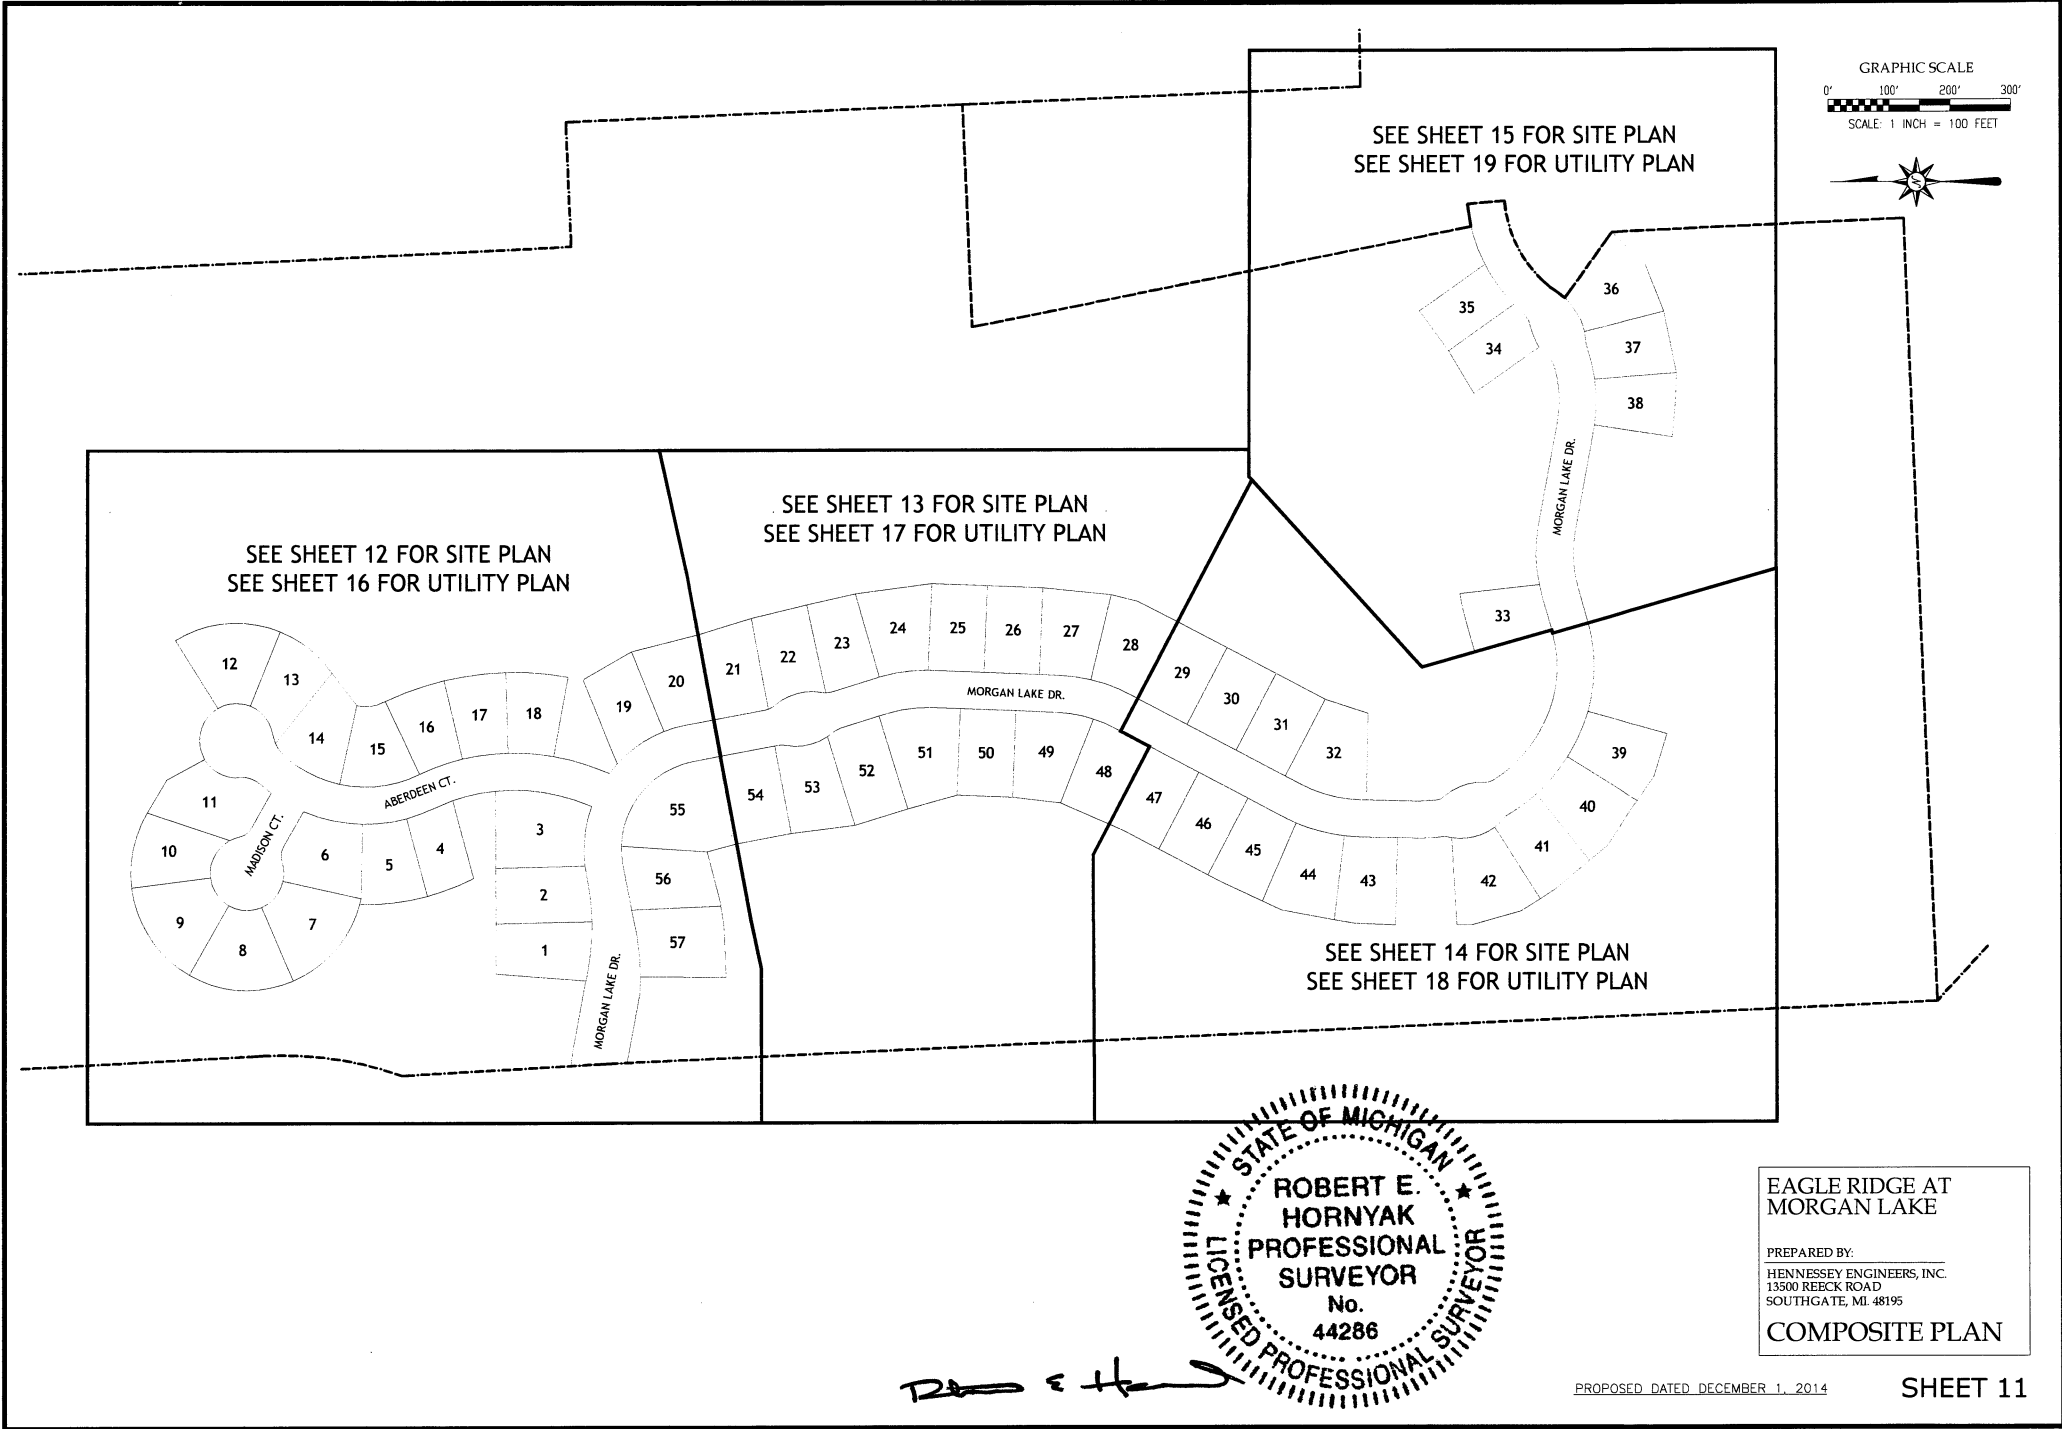 GRAPHIC SCALE
0' 100' 200' 300'
SCALE: 1 INCH = 100 FEET
N
SEE SHEET 15 FOR SITE PLAN
SEE SHEET 19 FOR UTILITY PLAN
35
34
36
37
38
MORGAN LAKE DR.
33
SEE SHEET 13 FOR SITE PLAN
SEE SHEET 17 FOR UTILITY PLAN
SEE SHEET 12 FOR SITE PLAN
SEE SHEET 16 FOR UTILITY PLAN
12
13
14
15
16
17
18
19
20
21
22
23
24
25
26
27
28
29
30
31
32
MORGAN LAKE DR.
ABERDEEN CT.
MADISON CT.
11
10
9
8
7
6
5
4
3
2
1
MORGAN LAKE DR.
55
56
57
54
53
52
51
50
49
48
47
46
45
44
43
42
41
40
39
SEE SHEET 14 FOR SITE PLAN
SEE SHEET 18 FOR UTILITY PLAN
STATE OF MICHIGAN
ROBERT E.
HORNYAK
PROFESSIONAL
SURVEYOR
No.
44286
LICENSED PROFESSIONAL SURVEYOR
EAGLE RIDGE AT
MORGAN LAKE
PREPARED BY:
HENNESSEY ENGINEERS, INC.
13500 REECK ROAD
SOUTHGATE, MI. 48195
COMPOSITE PLAN
PROPOSED DATED DECEMBER 1, 2014
SHEET 11